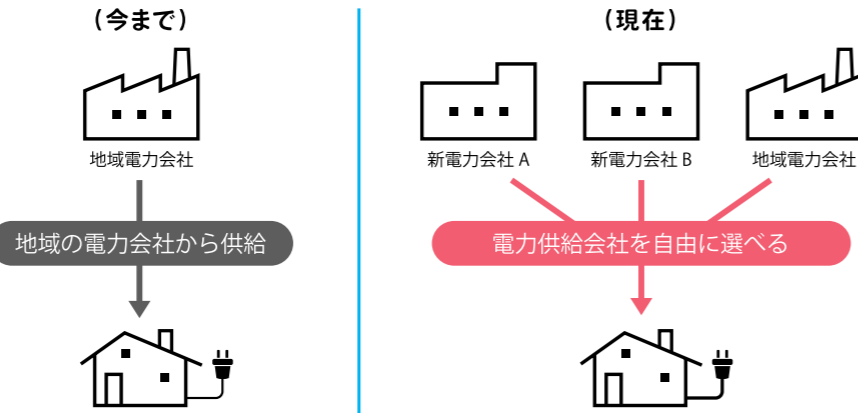 （今まで）
地域電力会社
地域の電力会社から供給
（現在）
新電力会社 A
新電力会社 B
地域電力会社
電力供給会社を自由に選べる